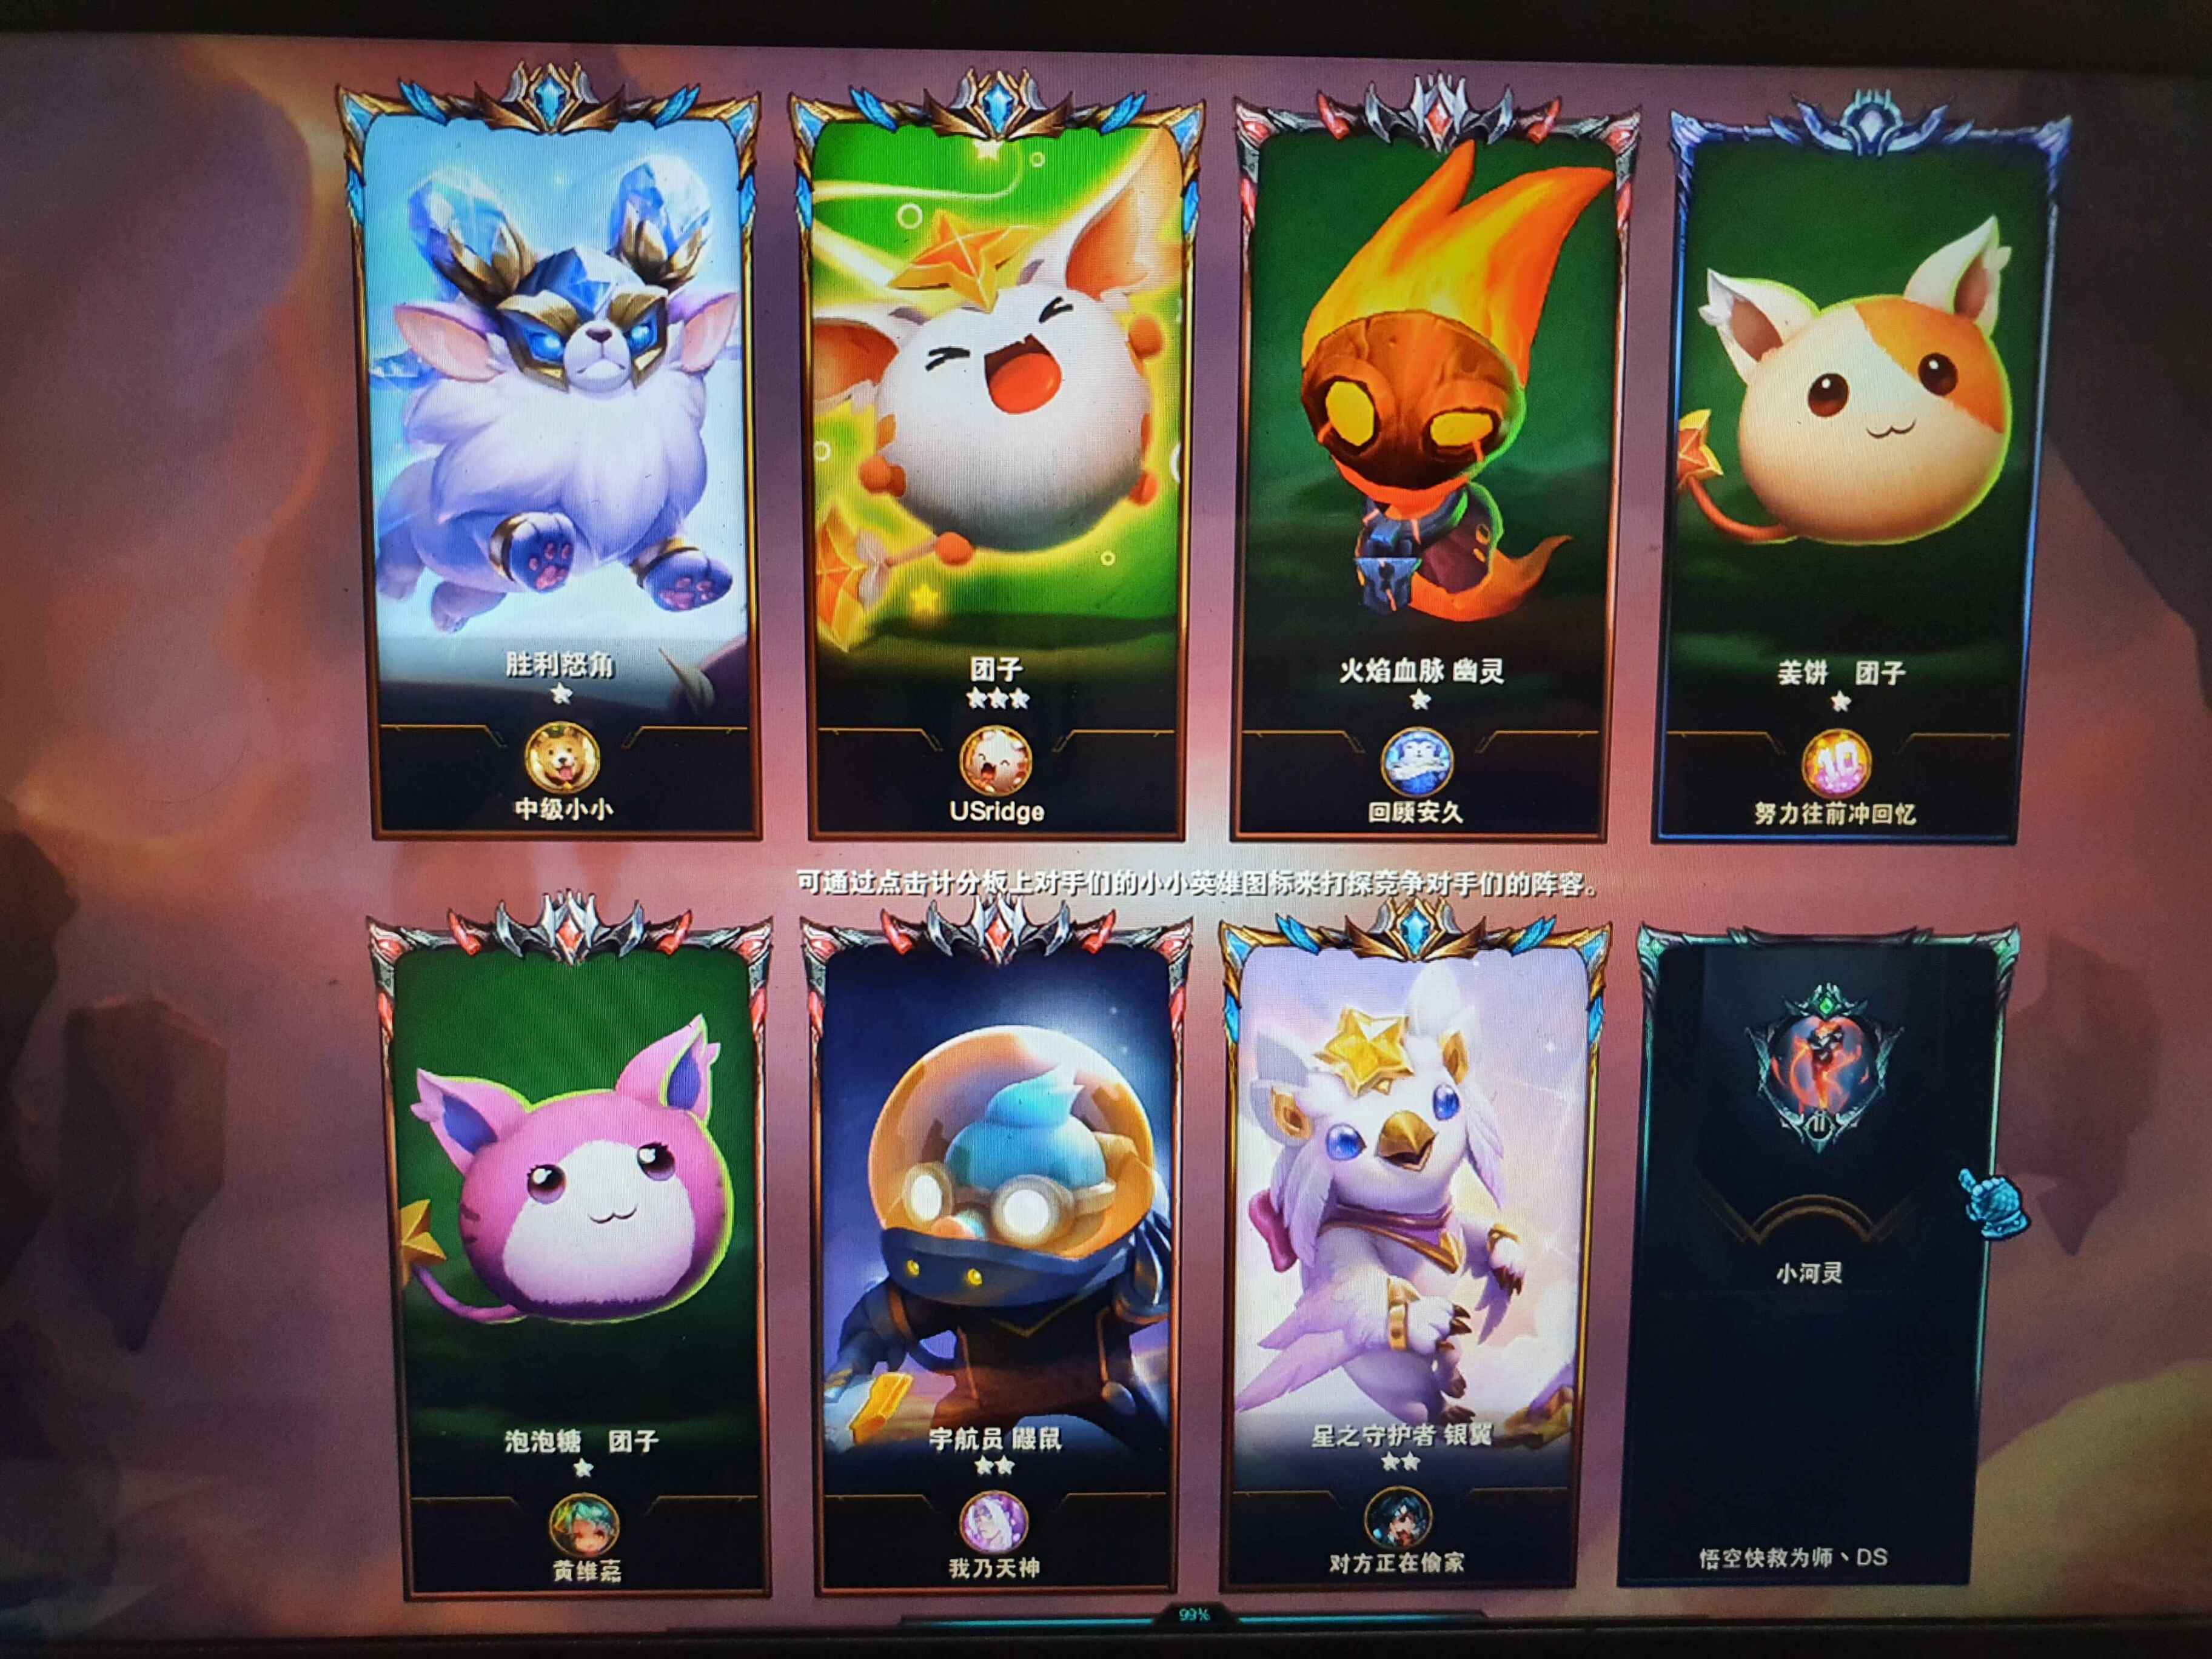 胜利怒角
中级小小
团子
USridge
火焰血脉 幽灵
回顾安久
姜饼 团子
10
努力往前冲回忆
可通过点击计分板上对手们的小小英雄图标来打探竞争对手们的阵容。
泡泡糖 团子
黄维嘉
宇航员 鼹鼠
我乃天神
星之守护者 银翼
对方正在偷家
II
小河灵
悟空快救为师丶DS
99%